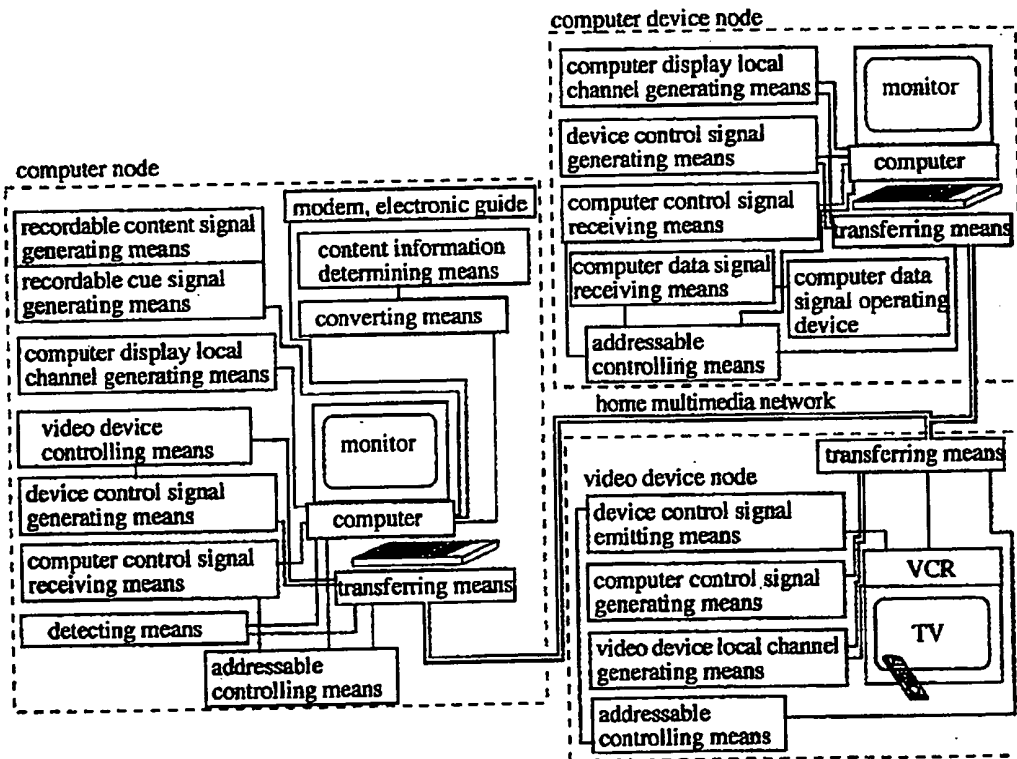 computer node
modem, electronic guide
recordable content signal
generating means
recordable cue signal
generating means
content information
determining means
converting means
computer display local
channel generating means
video device
controlling means
monitor
device control signal
generating means
computer
computer control signal
receiving means
transferring means
detecting means
addressable
controlling means
computer device node
computer display local
channel generating means
monitor
device control signal
generating means
computer
computer control signal
receiving means
transferring means
computer data signal
receiving means
computer data
signal operating
device
addressable
controlling means
home multimedia network
transferring means
video device node
device control signal
emitting means
VCR
computer control signal
generating means
TV
video device local channel
generating means
addressable
controlling means